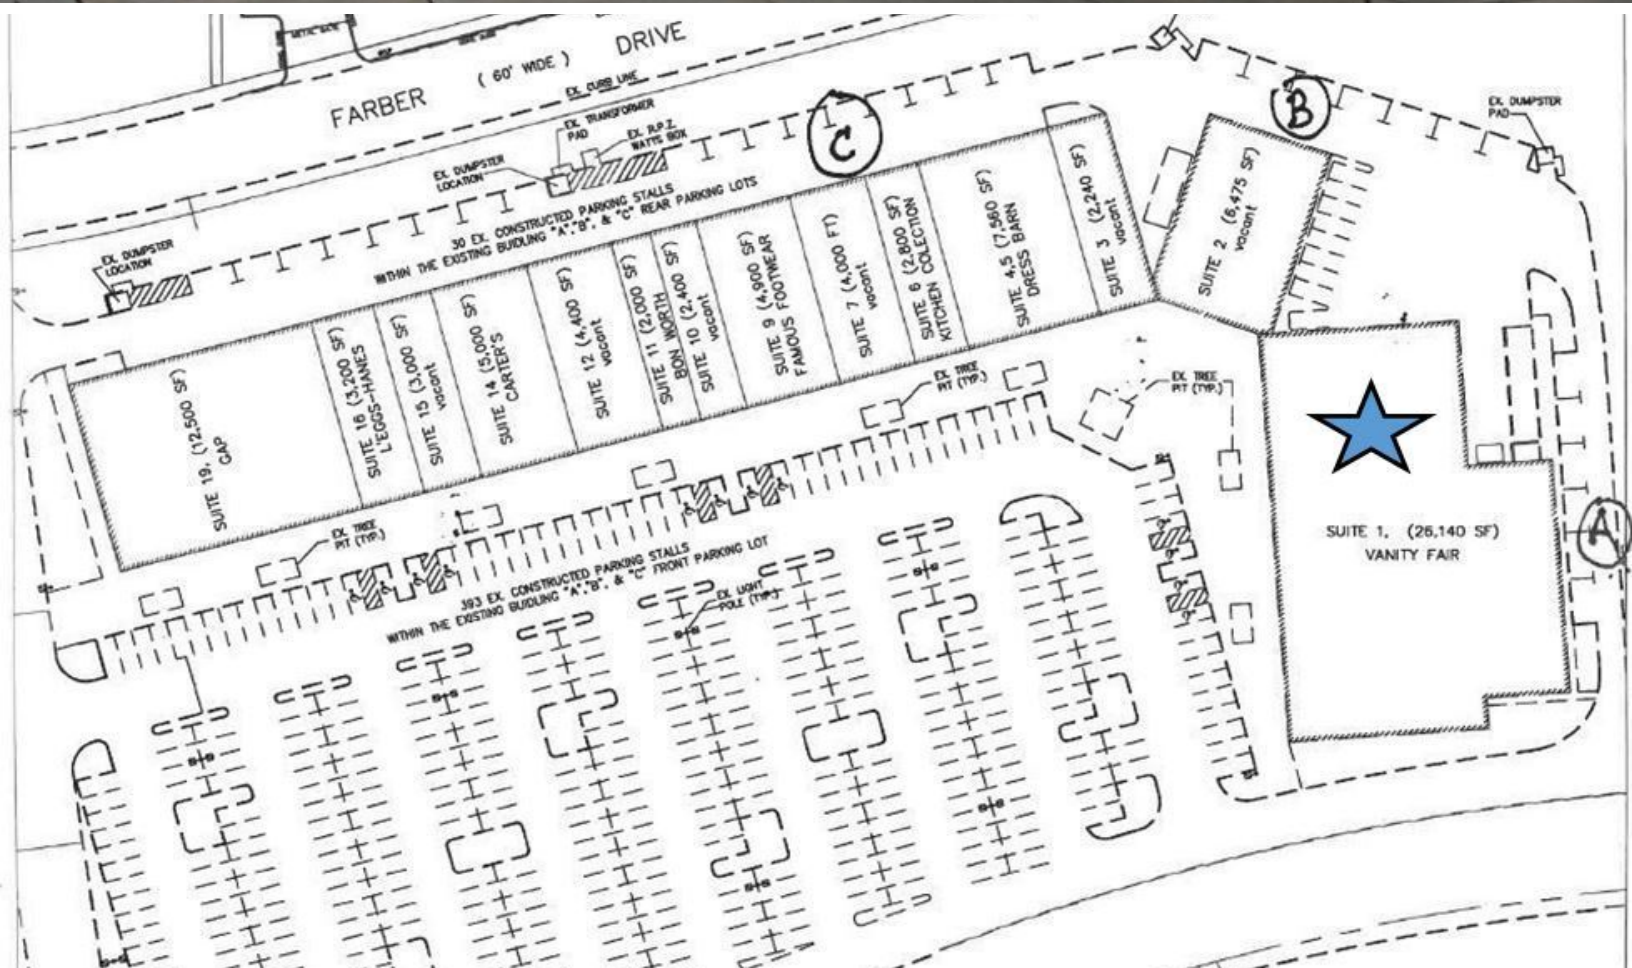 FARBER DRIVE
( 60' WIDE )
EX. CURB LINE
EX. TRANSFORMER
PAD
EX. R.P.Z.
WATTS BOX
EX. DUMPSTER
LOCATION
EX. DUMPSTER
LOCATION
EX. DUMPSTER
PAD
C
B
A
30 EX. CONSTRUCTED PARKING STALLS
WITHIN THE EXISTING BUIDLING "A","B", & "C" REAR PARKING LOTS
SUITE 19, (12,500 SF)
GAP
SUITE 16 (3,200 SF)
L'EGGS-HANES
SUITE 15 (3,000 SF)
vacant
SUITE 14 (5,000 SF)
CARTER'S
SUITE 12 (4,400 SF)
vacant
SUITE 11 (2,000 SF)
BON WORTH
SUITE 10 (2,400 SF)
vacant
SUITE 9 (4,900 SF)
FAMOUS FOOTWEAR
SUITE 7 (4,000 FT)
vacant
SUITE 6 (2,800 SF)
KITCHEN COLECTION
SUITE 4,5 (7,560 SF)
DRESS BARN
SUITE 3 (2,240 SF)
vacant
SUITE 2 (6,475 SF)
vacant
SUITE 1, (26,140 SF)
VANITY FAIR
EX. TREE
PIT (TYP.)
EX. TREE
PIT (TYP.)
EX. TREE
PIT (TYP.)
393 EX. CONSTRUCTED PARKING STALLS
WITHIN THE EXISTING BUIDLING "A","B", & "C" FRONT PARKING LOT
EX. LIGHT
POLE (TYP.)